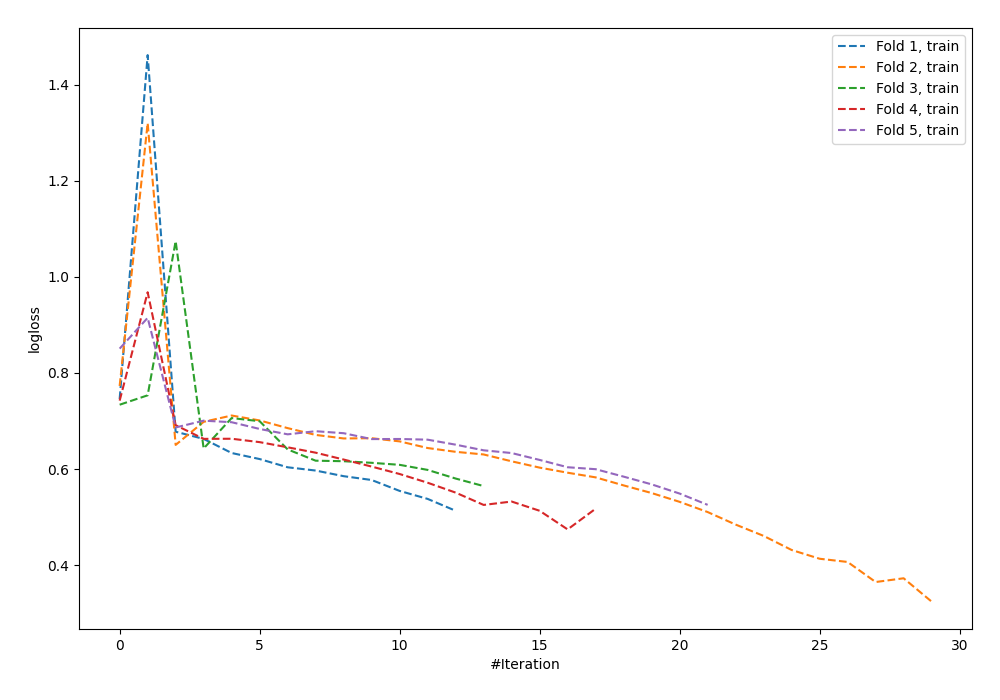 Fold 1, train
Fold 2, train
Fold 3, train
Fold 4, train
Fold 5, train
1.4
1.2
1.0
0.8
0.6
0.4
logloss
0 5 10 15 20 25 30
#Iteration